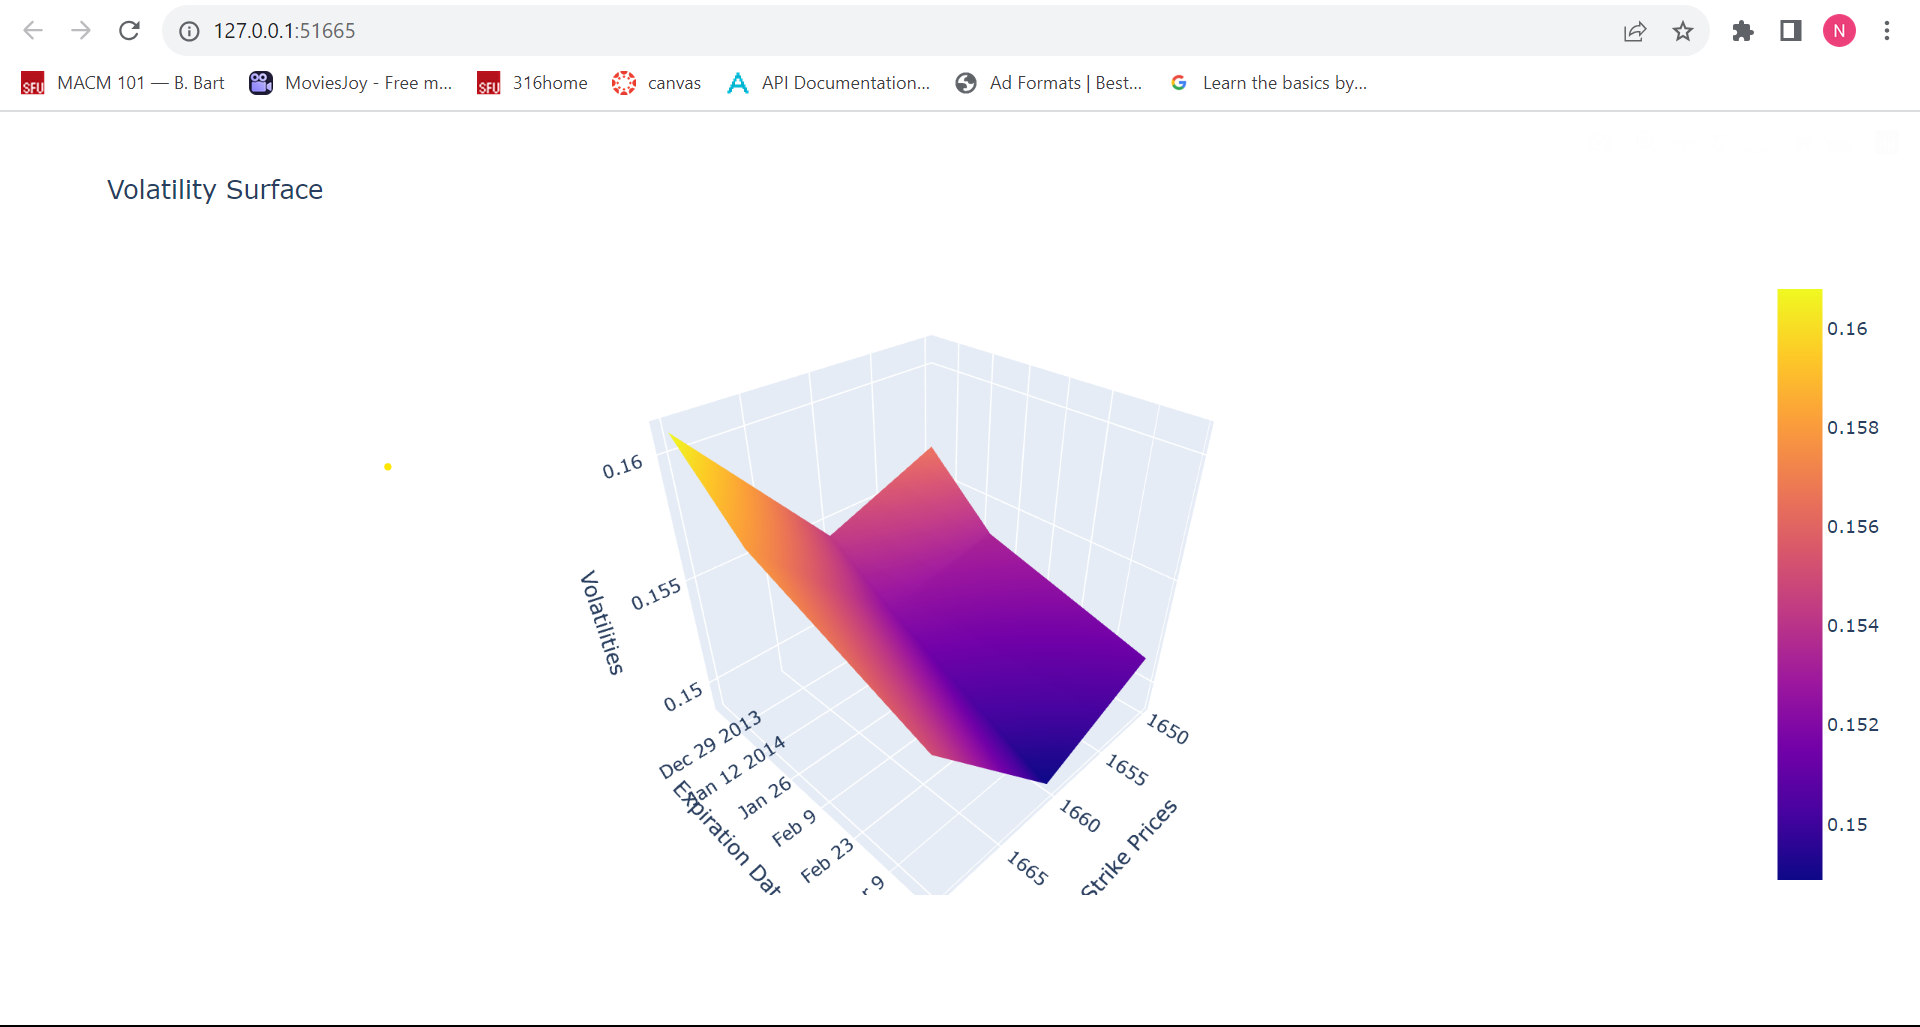 127.0.0.1:51665
N
SFU MACM 101 — B. Bart
MoviesJoy - Free m...
SFU 316home
canvas
API Documentation...
Ad Formats | Best...
G Learn the basics by...
Volatility Surface
0.16
0.158
0.156
0.154
0.152
0.15
0.16
0.155
0.15
Volatilities
Dec 29 2013
Jan 12 2014
Jan 26
Feb 9
Feb 23
r 9
Expiration Dat
1650
1655
1660
1665
Strike Prices